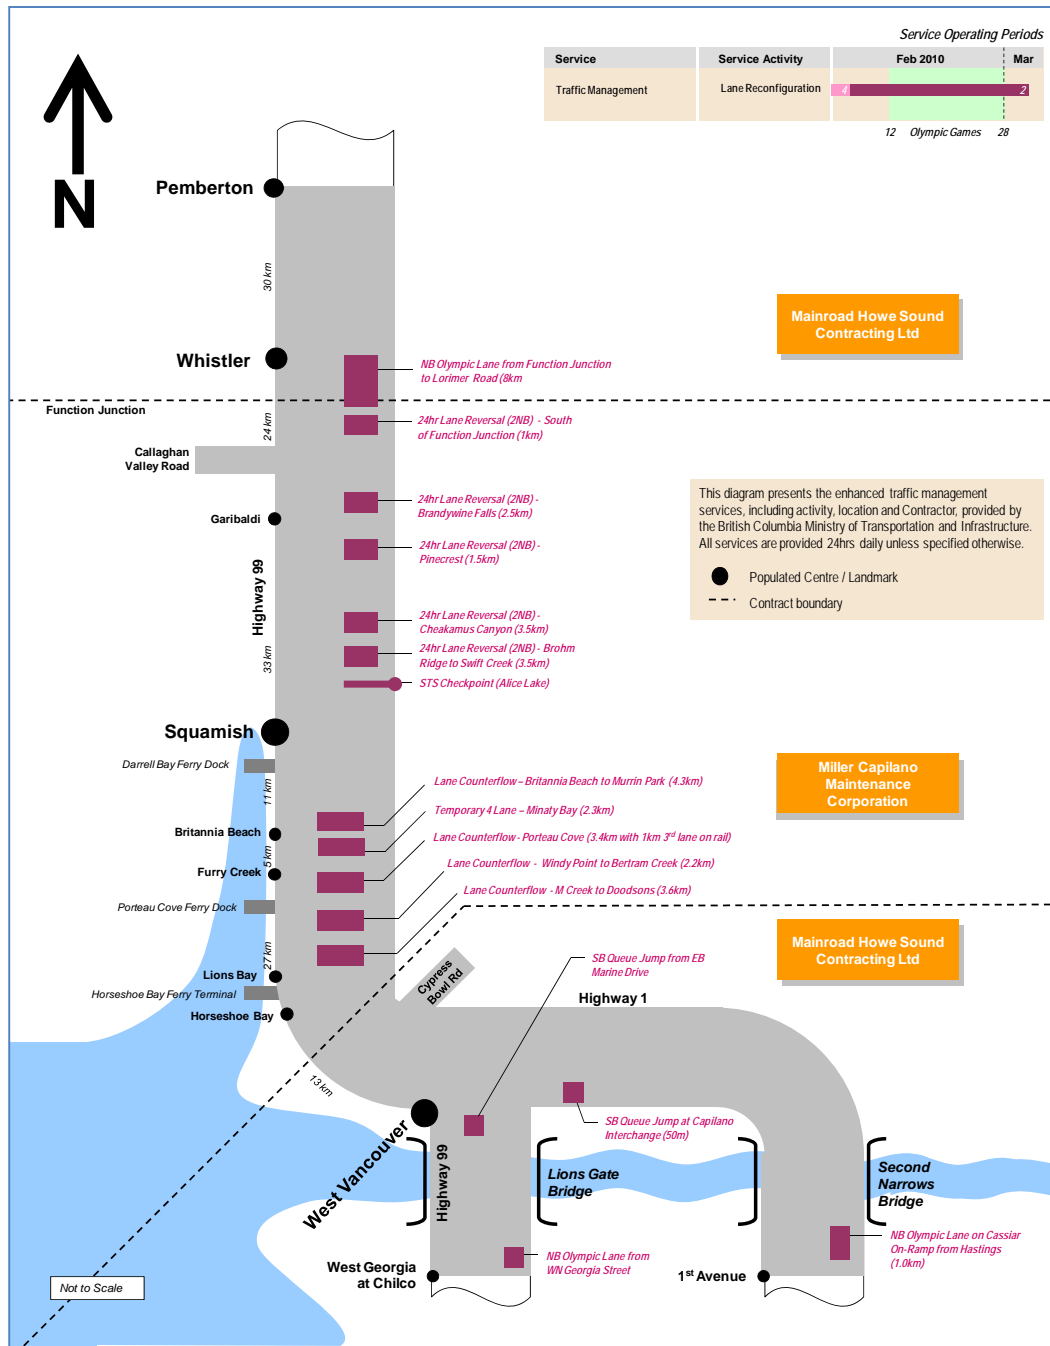 Service Operating Periods
Service
Service Activity
Feb 2010
Mar
Traffic Management
Lane Reconfiguration
4
2
12
Olympic Games
28
N
Pemberton
30 km
Mainroad Howe Sound
Contracting Ltd
Whistler
NB Olympic Lane from Function Junction
to Lorimer Road (8km
Function Junction
24 km
24hr Lane Reversal (2NB) - South
of Function Junction (1km)
Callaghan
Valley Road
24hr Lane Reversal (2NB) -
Brandywine Falls (2.5km)
Garibaldi
24hr Lane Reversal (2NB) -
Pinecrest (1.5km)
This diagram presents the enhanced traffic management
services, including activity, location and Contractor, provided by
the British Columbia Ministry of Transportation and Infrastructure.
All services are provided 24hrs daily unless specified otherwise.
Populated Centre / Landmark
Contract boundary
Highway 99
24hr Lane Reversal (2NB) -
Cheakamus Canyon (3.5km)
33 km
24hr Lane Reversal (2NB) - Brohm
Ridge to Swift Creek (3.5km)
STS Checkpoint (Alice Lake)
Squamish
Darrell Bay Ferry Dock
11 km
Miller Capilano
Maintenance
Corporation
Lane Counterflow – Britannia Beach to Murrin Park (4.3km)
Temporary 4 Lane – Minaty Bay (2.3km)
Britannia Beach
Lane Counterflow - Porteau Cove (3.4km with 1km 3rd lane on rail)
5 km
Furry Creek
Lane Counterflow - Windy Point to Bertram Creek (2.2km)
Lane Counterflow - M Creek to Doodsons (3.6km)
Porteau Cove Ferry Dock
27 km
Mainroad Howe Sound
Contracting Ltd
Lions Bay
Cypress
Bowl Rd
SB Queue Jump from EB
Marine Drive
Horseshoe Bay Ferry Terminal
Highway 1
Horseshoe Bay
13 km
West Vancouver
SB Queue Jump at Capilano
Interchange (50m)
Highway 99
Lions Gate
Bridge
Second
Narrows
Bridge
NB Olympic Lane on Cassiar
On-Ramp from Hastings
(1.0km)
NB Olympic Lane from
WN Georgia Street
West Georgia
at Chilco
1st Avenue
Not to Scale